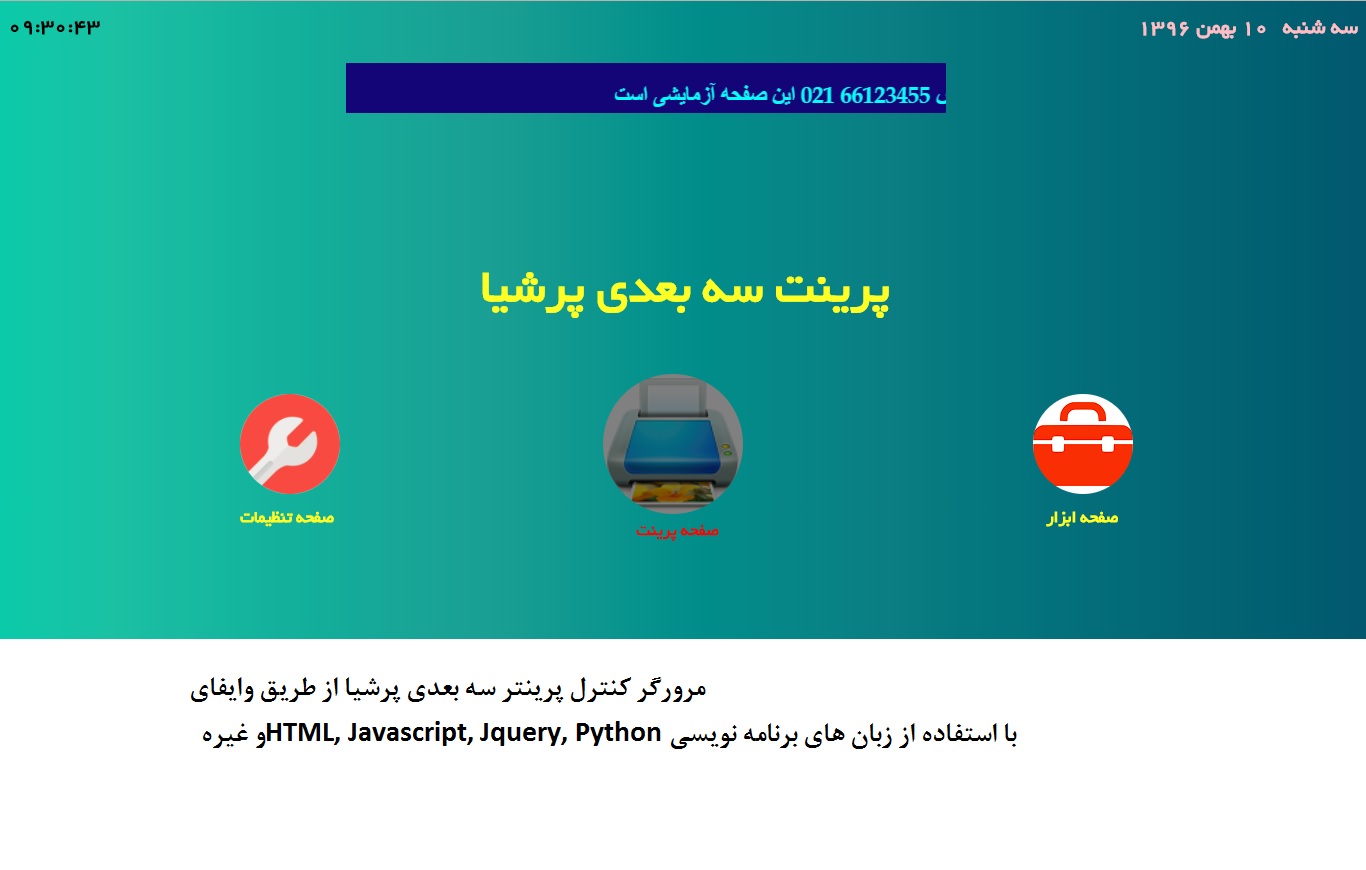 سه شنبه ۱۰ بهمن ۱۳۹۶
۰۹:۳۰:۴۳
021 66123455 این صفحه آزمایشی است
پرینت سه بعدی پرشیا
صفحه ابزار
صفحه پرینت
صفحه تنظیمات
مرورگر کنترل پرینتر سه بعدی پرشیا از طریق وایفای
با استفاده از زبان های برنامه نویسی HTML, Javascript, Jquery, Python و غیره